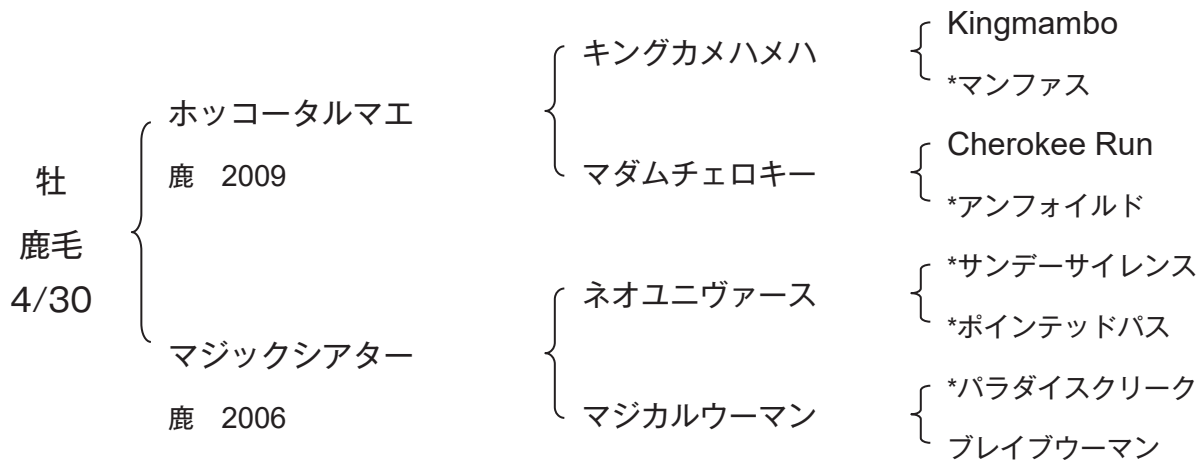 牡
鹿毛
4/30
ホッコータルマエ
鹿　2009
マジックシアター
鹿　2006
キングカメハメハ
マダムチェロキー
ネオユニヴァース
マジカルウーマン
Kingmambo
*マンファス
Cherokee Run
*アンフォイルド
*サンデーサイレンス
*ポインテッドパス
*パラダイスクリーク
ブレイブウーマン